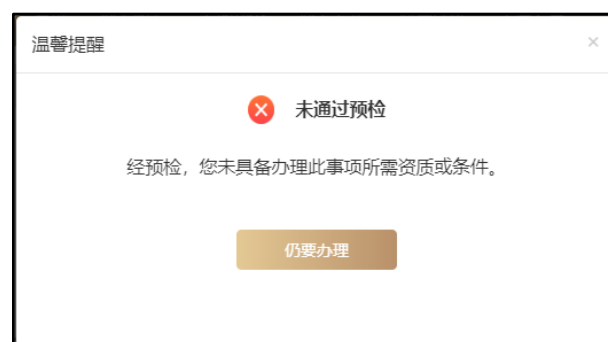 温馨提醒
未通过预检
经预检，您未具备办理此事项所需资质或条件。
仍要办理